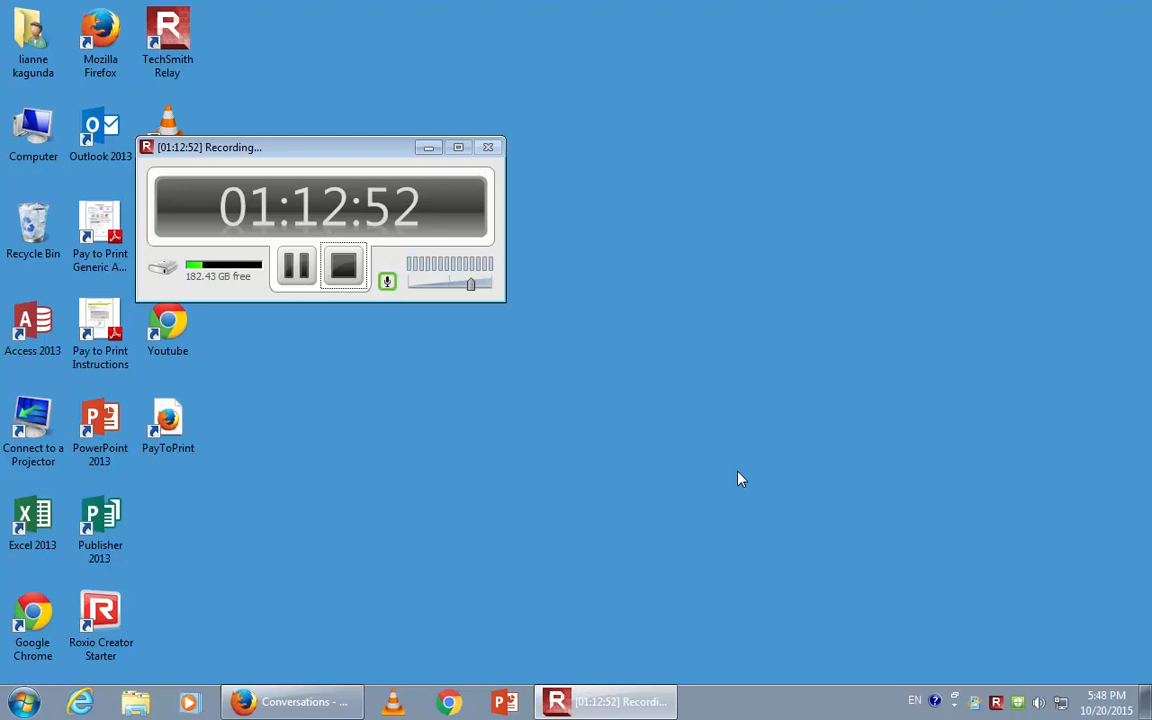 lianne
kagunda
Mozilla
Firefox
TechSmith
Relay
Computer
Outlook 2013
[01:12:52] Recording...
01:12:52
182.43 GB free
Recycle Bin
Pay to Print
Generic A...
Access 2013
Pay to Print
Instructions
Youtube
Connect to a
Projector
PowerPoint
2013
PayToPrint
Excel 2013
Publisher
2013
Google
Chrome
Roxio Creator
Starter
Conversations - ...
[01:12:52] Recordi...
EN
5:48 PM
10/20/2015